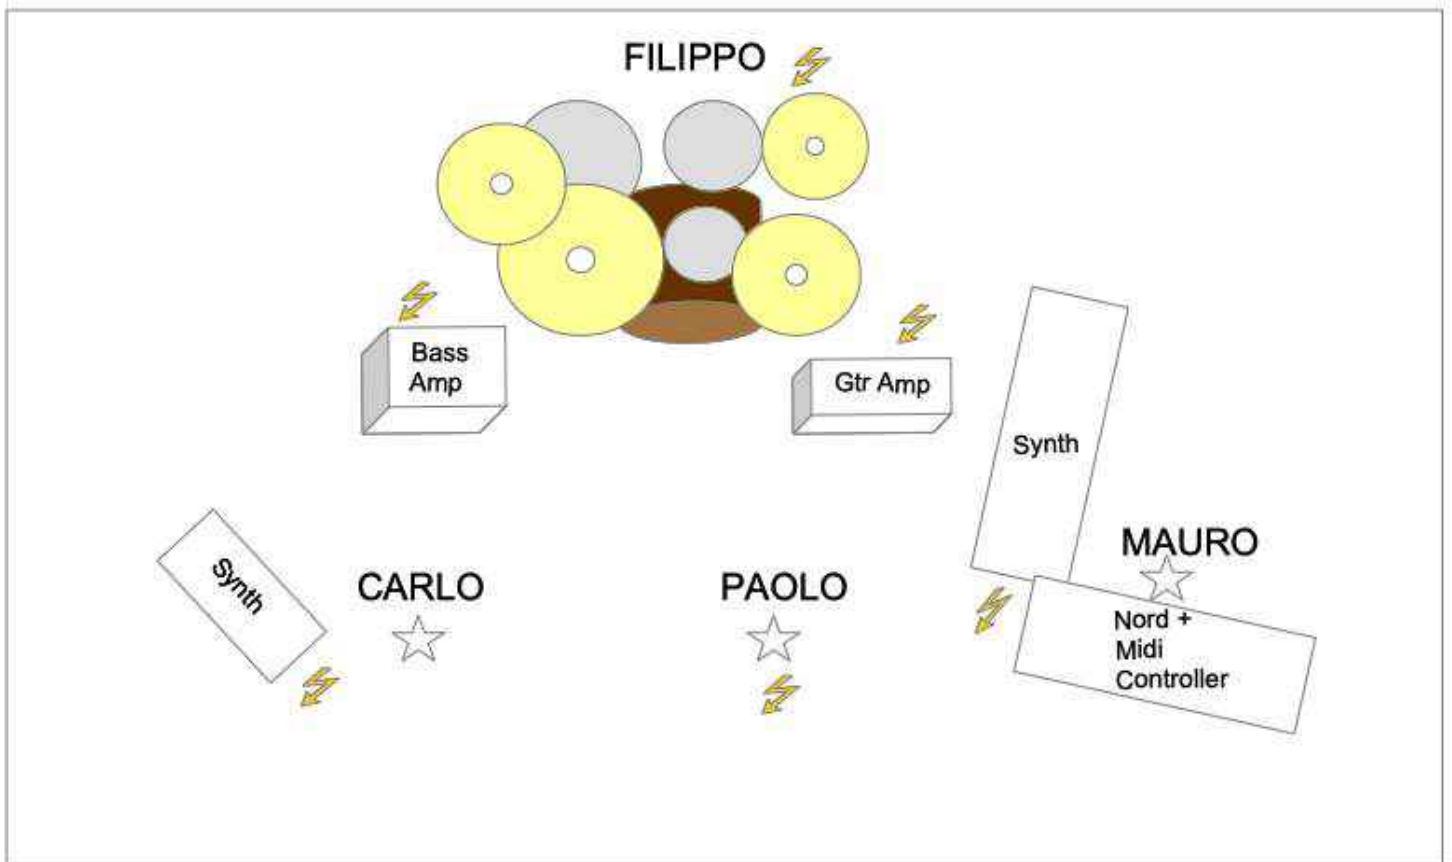 FILIPPO
Bass
Amp
Gtr Amp
Synth
MAURO
Synth
CARLO
PAOLO
Nord +
Midi
Controller